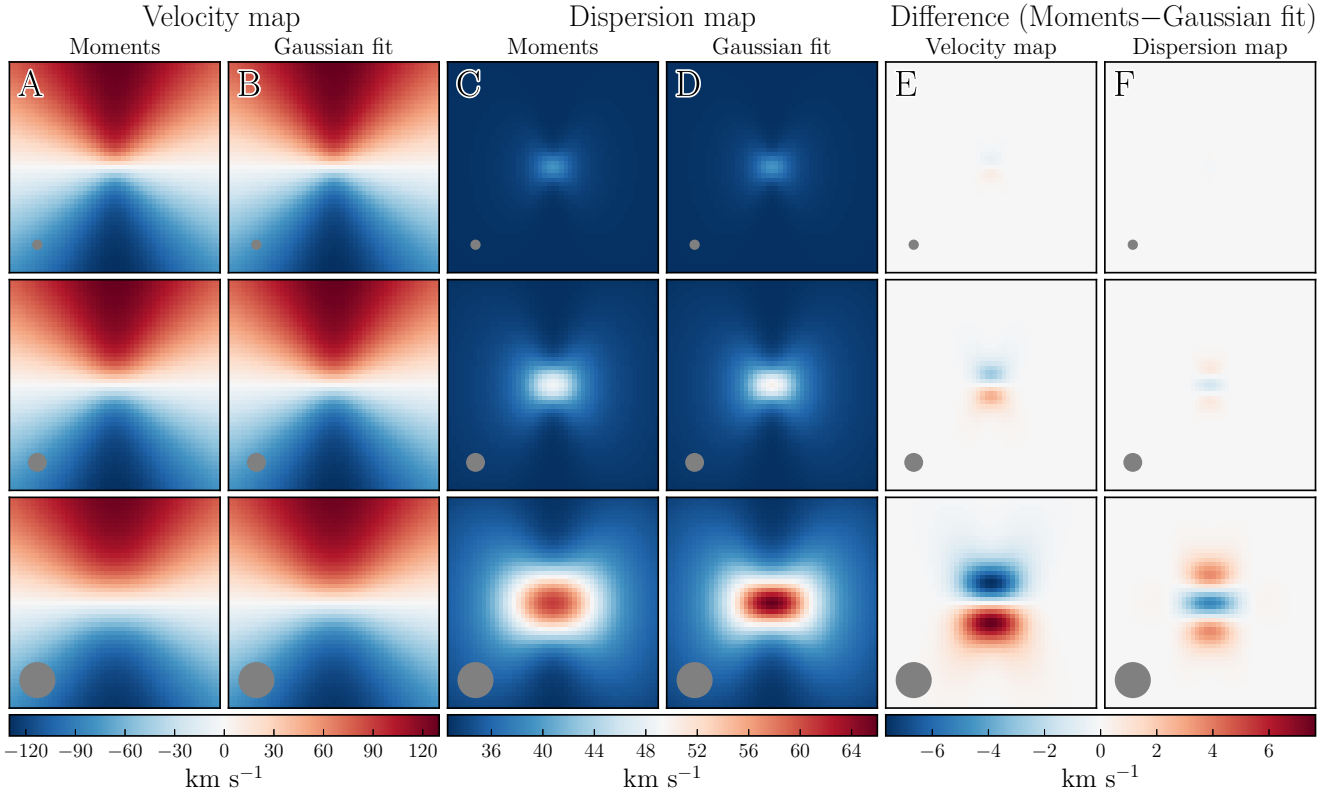 Velocity map
Dispersion map
Difference (Moments−Gaussian fit)
Moments
Gaussian fit
Moments
Gaussian fit
Velocity map
Dispersion map
A
B
C
D
E
F
−120 −90 −60 −30 0 30 60 90 120
36 40 44 48 52 56 60 64
−6 −4 −2 0 2 4 6
km s⁻¹
km s⁻¹
km s⁻¹